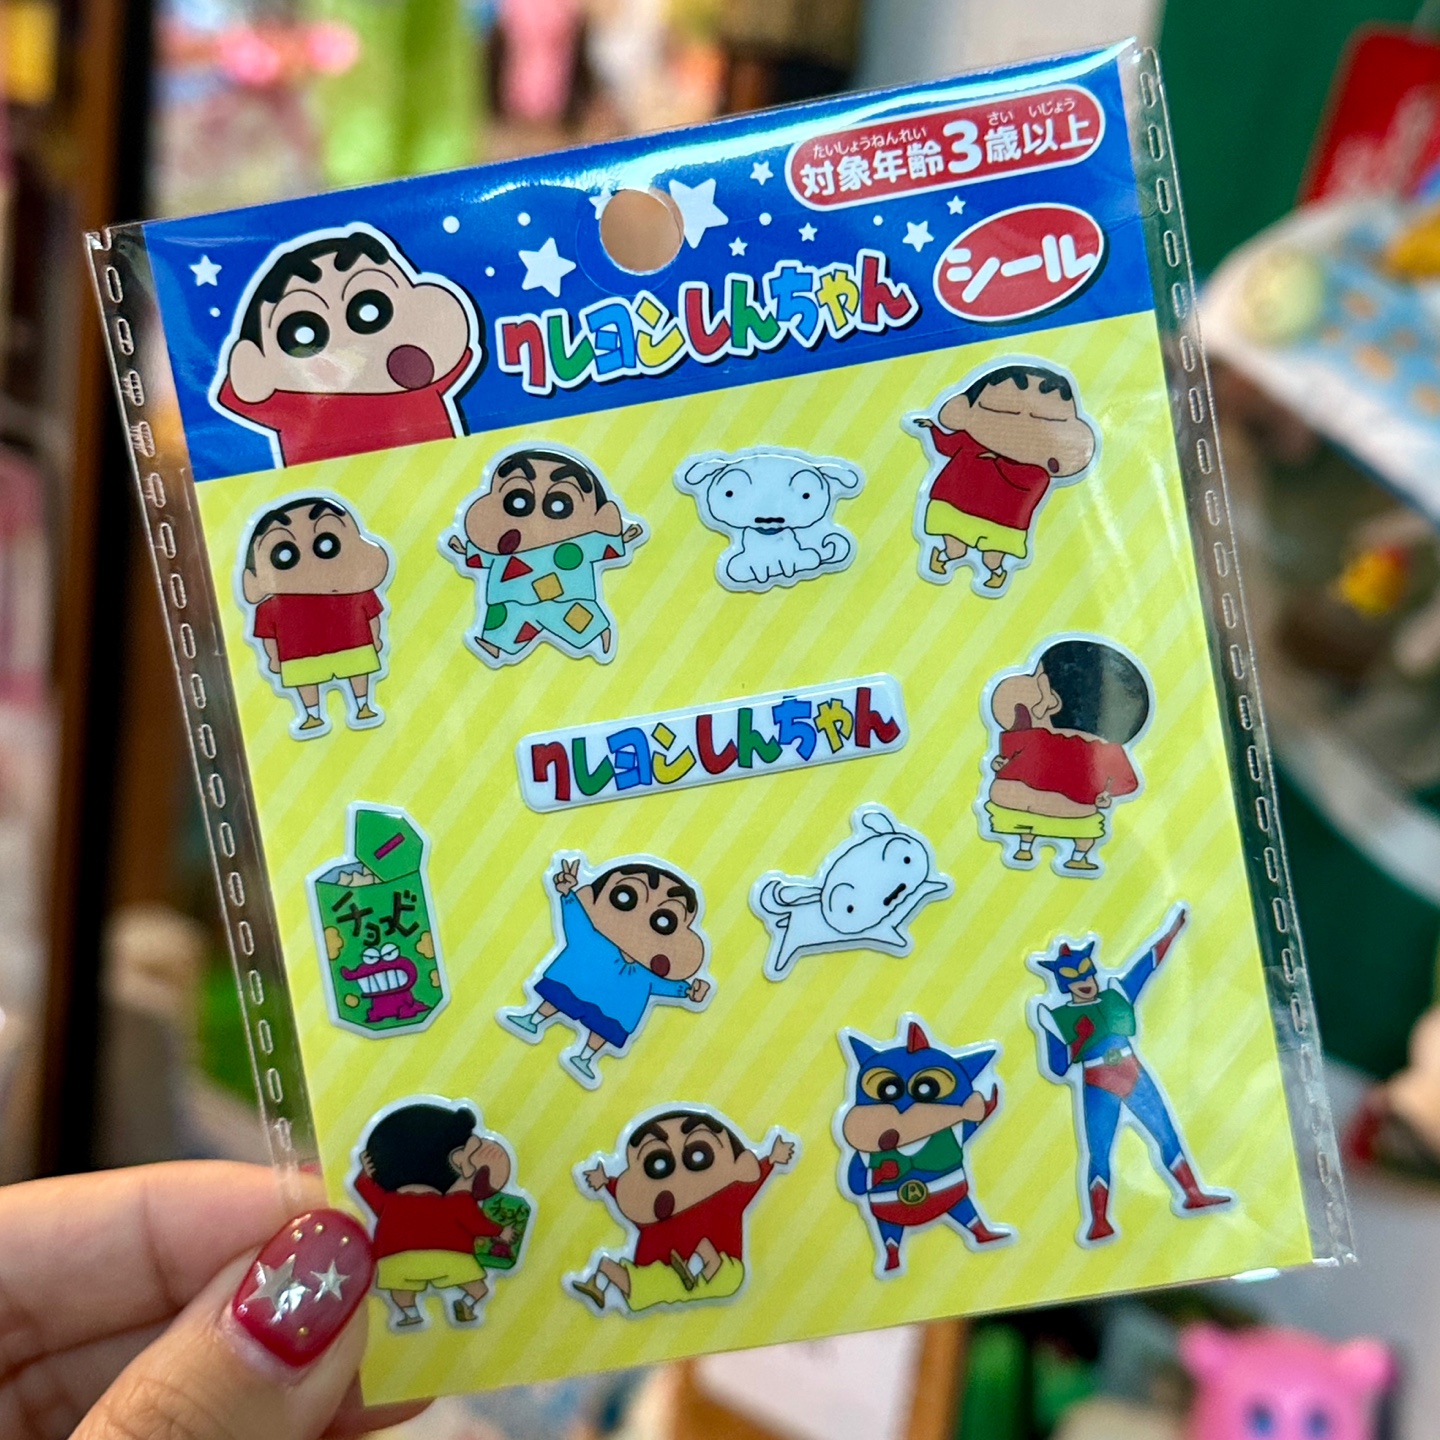 たいしょうねんれい さい いじょう
対象年齢3歳以上
クレヨンしんちゃん
シール
クレヨンしんちゃん
チョコビ
チョコビ